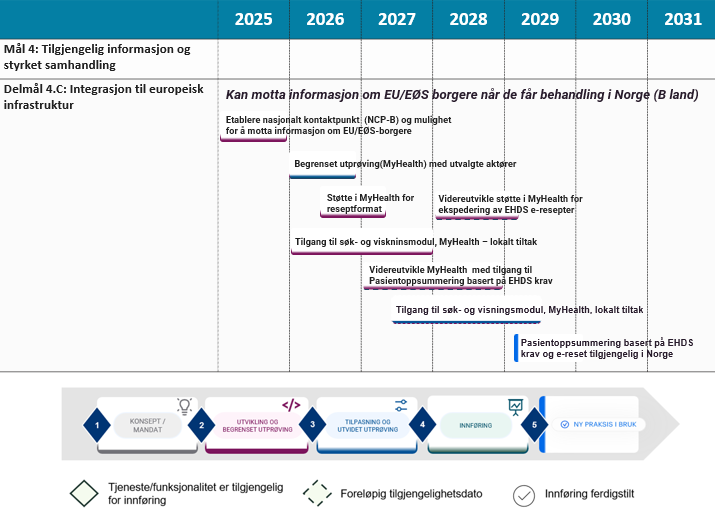 2025 2026 2027 2028 2029 2030 2031
Mål 4: Tilgjengelig informasjon og
styrket samhandling
Delmål 4.C: Integrasjon til europeisk
infrastruktur
Kan motta informasjon om EU/EØS borgere når de får behandling i Norge (B land)
Etablere nasjonalt kontaktpunkt (NCP-B) og mulighet
for å motta informasjon om EU/EØS-borgere
Begrenset utprøving(MyHealth) med utvalgte aktører
Støtte i MyHealth for
reseptformat
Videreutvikle støtte i MyHealth for
ekspedering av EHDS e-resepter
Tilgang til søk- og viskninsmodul, MyHealth – lokalt tiltak
Videreutvikle MyHealth med tilgang til
Pasientoppsummering basert på EHDS krav
Tilgang til søk- og visningsmodul, MyHealth, lokalt tiltak
Pasientoppsummering basert på EHDS
krav og e-reset tilgjengelig i Norge
1 KONSEPT /
MANDAT
2 UTVIKLING OG
BEGRENSET UTPRØVING
3 TILPASNING OG
UTVIDET UTPRØVING
4 INNFØRING
5 NY PRAKSIS I BRUK
Tjeneste/funksjonalitet er tilgjengelig
for innføring
Foreløpig tilgjengelighetsdato
Innføring ferdigstilt